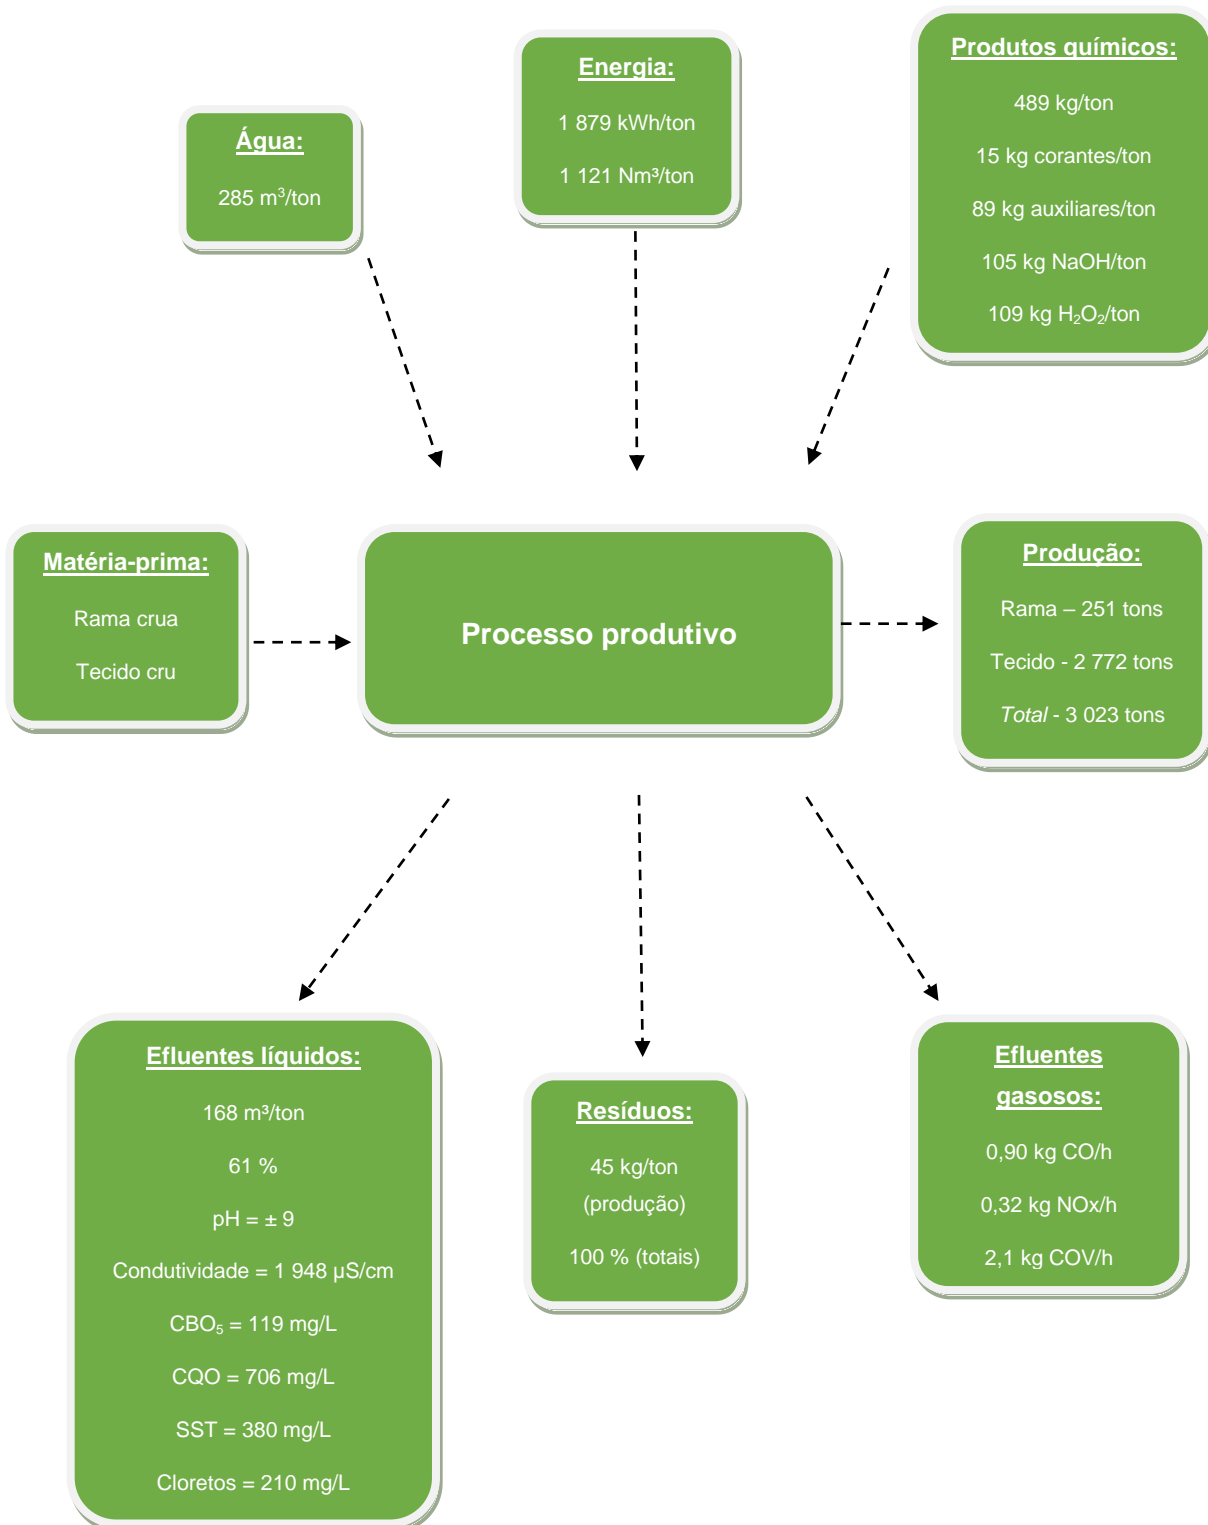 Produtos químicos:
489 kg/ton
15 kg corantes/ton
89 kg auxiliares/ton
105 kg NaOH/ton
109 kg H₂O₂/ton
Energia:
1 879 kWh/ton
1 121 Nm³/ton
Água:
285 m³/ton
Matéria-prima:
Rama crua
Tecido cru
Processo produtivo
Produção:
Rama – 251 tons
Tecido - 2 772 tons
Total - 3 023 tons
Efluentes líquidos:
168 m³/ton
61 %
pH = ± 9
Condutividade = 1 948 µS/cm
CBO₅ = 119 mg/L
CQO = 706 mg/L
SST = 380 mg/L
Cloretos = 210 mg/L
Resíduos:
45 kg/ton
(produção)
100 % (totais)
Efluentes
gasosos:
0,90 kg CO/h
0,32 kg NOx/h
2,1 kg COV/h